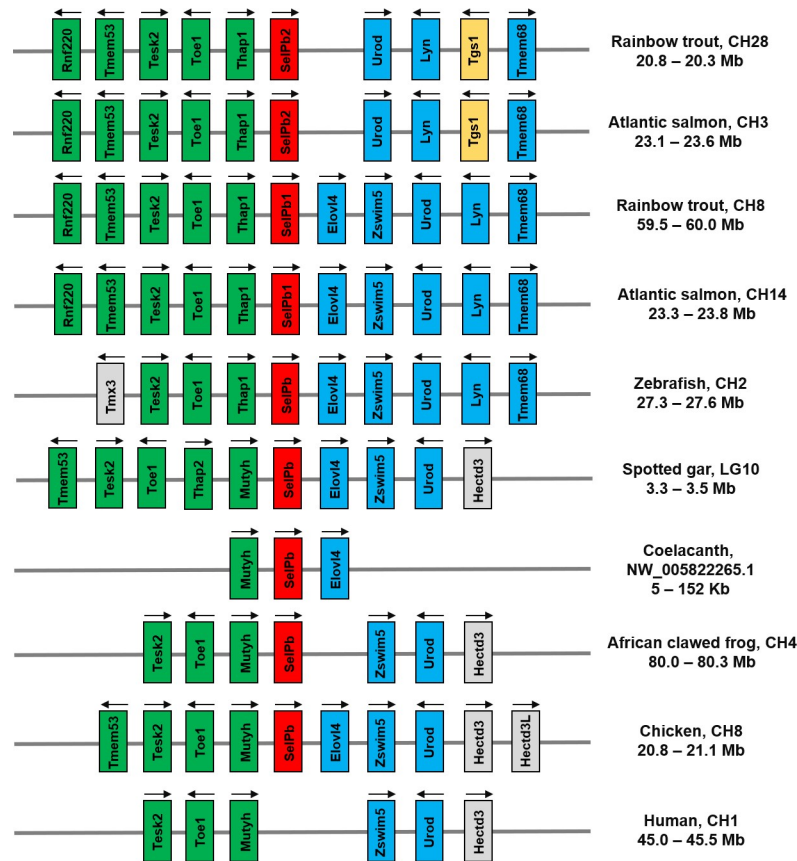 Rnf220 Tmem53 Tesk2 Toe1 Thap1 SelPb2 Urod Lyn Tgs1 Tmem68
Rainbow trout, CH28
20.8 – 20.3 Mb
Rnf220 Tmem53 Tesk2 Toe1 Thap1 SelPb2 Urod Lyn Tgs1 Tmem68
Atlantic salmon, CH3
23.1 – 23.6 Mb
Rnf220 Tmem53 Tesk2 Toe1 Thap1 SelPb1 Elovl4 Zswim5 Urod Lyn Tmem68
Rainbow trout, CH8
59.5 – 60.0 Mb
Rnf220 Tmem53 Tesk2 Toe1 Thap1 SelPb1 Elovl4 Zswim5 Urod Lyn Tmem68
Atlantic salmon, CH14
23.3 – 23.8 Mb
Tmx3 Tesk2 Toe1 Thap1 SelPb Elovl4 Zswim5 Urod Lyn Tmem68
Zebrafish, CH2
27.3 – 27.6 Mb
Tmem53 Tesk2 Toe1 Thap2 Mutyh SelPb Elovl4 Zswim5 Urod Hectd3
Spotted gar, LG10
3.3 – 3.5 Mb
Mutyh SelPb Elovl4
Coelacanth,
NW_005822265.1
5 – 152 Kb
Tesk2 Toe1 Mutyh SelPb Zswim5 Urod Hectd3
African clawed frog, CH4
80.0 – 80.3 Mb
Tmem53 Tesk2 Toe1 Mutyh SelPb Elovl4 Zswim5 Urod Hectd3 Hectd3L
Chicken, CH8
20.8 – 21.1 Mb
Tesk2 Toe1 Mutyh Zswim5 Urod Hectd3
Human, CH1
45.0 – 45.5 Mb